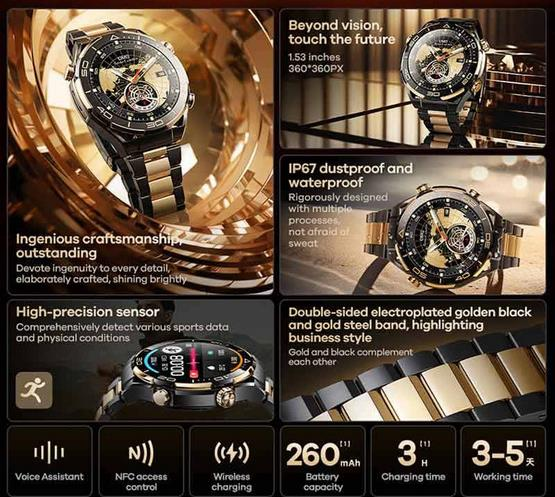 Beyond vision,
touch the future
1.53 inches
360*360PX
Ingenious craftsmanship,
outstanding
Devote ingenuity to every detail,
elaborately crafted, shining brightly
IP67 dustproof and
waterproof
Rigorously designed
with multiple
processes,
not afraid of
sweat
High-precision sensor
Comprehensively detect various sports data
and physical conditions
Double-sided electroplated golden black
and gold steel band, highlighting
business style
Gold and black complement
each other
Voice Assistant
N))
NFC access
control
Wireless
charging
260[1]mAh
Battery
capacity
3[1]H
Charging time
3-5[1]天
Working time